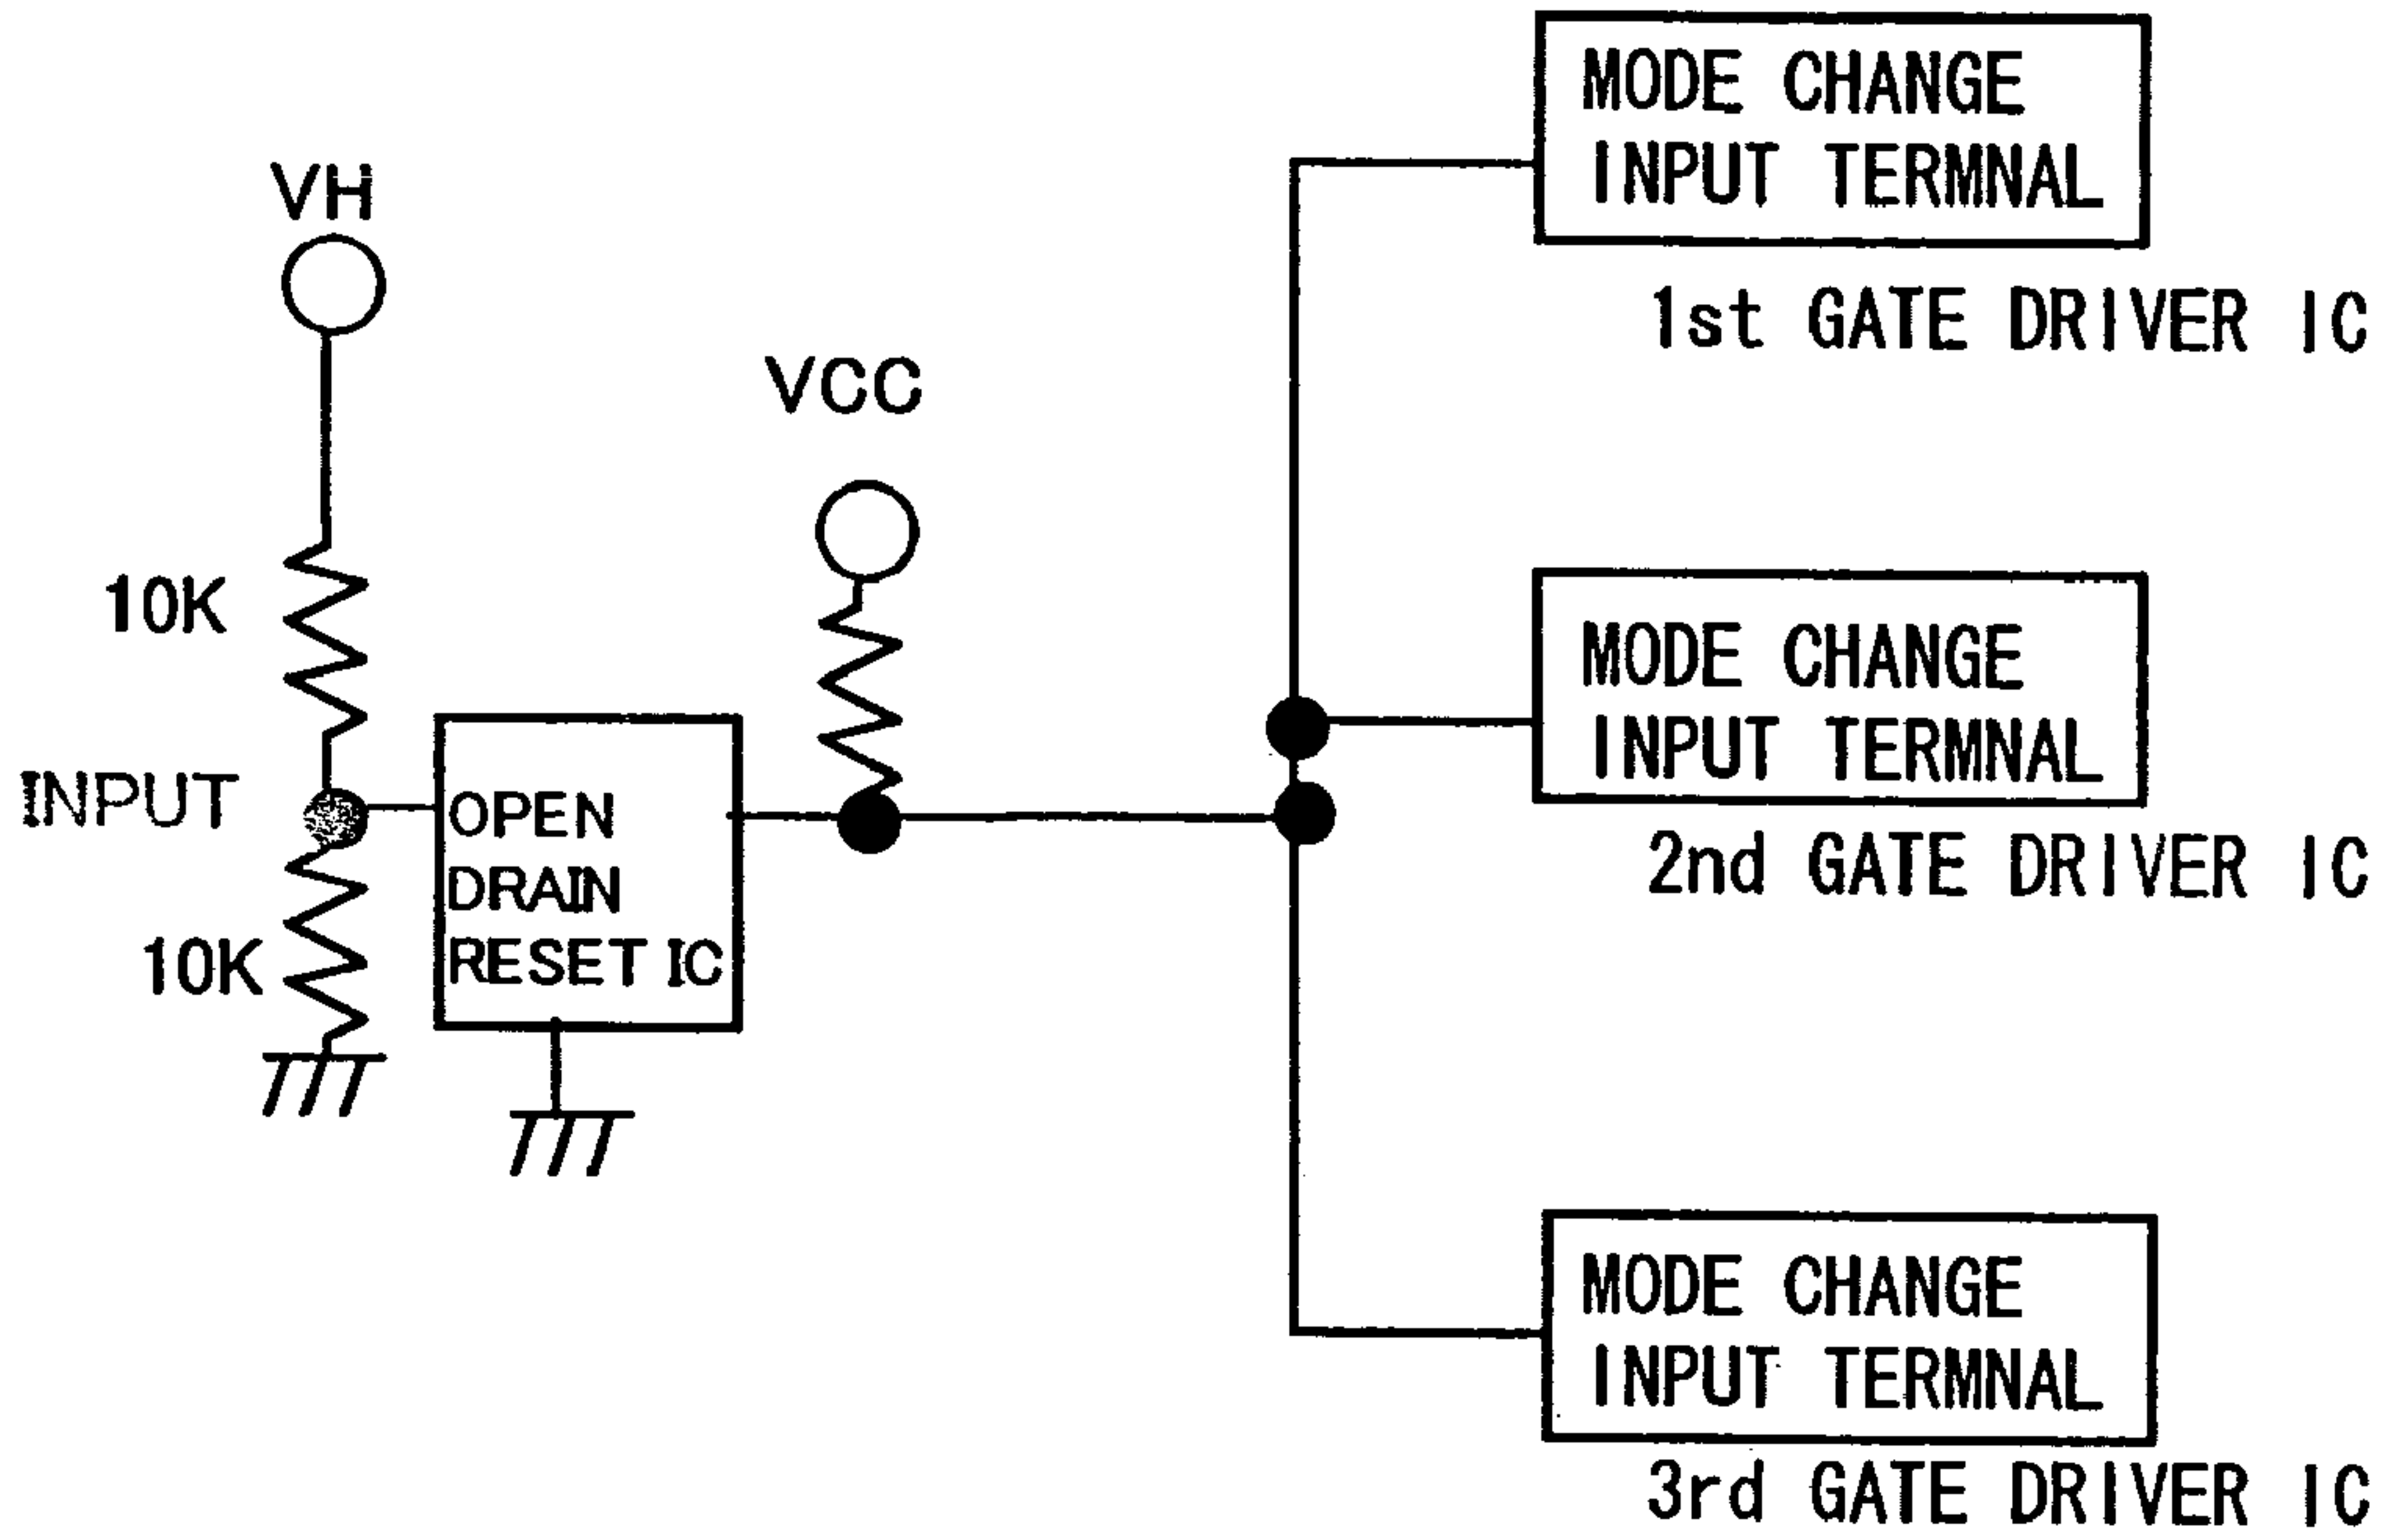 VH
10K
INPUT
10K
OPEN
DRAIN
RESET IC
VCC
MODE CHANGE
INPUT TERMNAL
1st GATE DRIVER IC
MODE CHANGE
INPUT TERMNAL
2nd GATE DRIVER IC
MODE CHANGE
INPUT TERMNAL
3rd GATE DRIVER IC